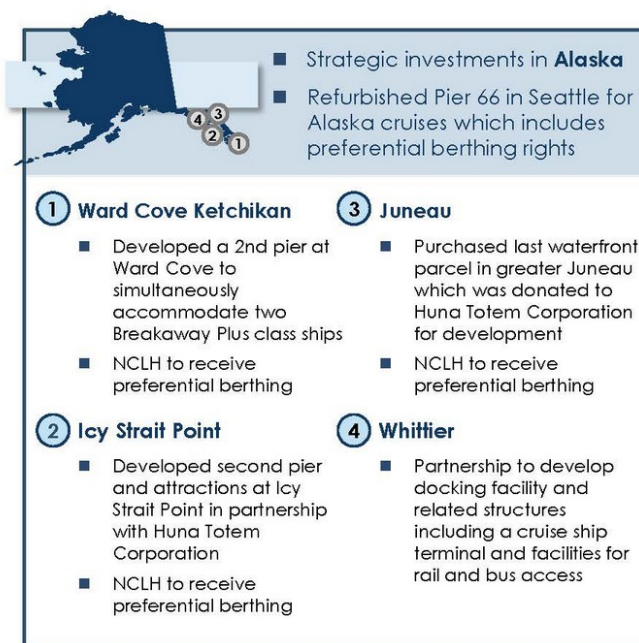 ■ Strategic investments in Alaska
■ Refurbished Pier 66 in Seattle for
Alaska cruises which includes
preferential berthing rights
4
3
2
1
1 Ward Cove Ketchikan
■ Developed a 2nd pier at
Ward Cove to
simultaneously
accommodate two
Breakaway Plus class ships
■ NCLH to receive
preferential berthing
2 Icy Strait Point
■ Developed second pier
and attractions at Icy
Strait Point in partnership
with Huna Totem
Corporation
■ NCLH to receive
preferential berthing
3 Juneau
■ Purchased last waterfront
parcel in greater Juneau
which was donated to
Huna Totem Corporation
for development
■ NCLH to receive
preferential berthing
4 Whittier
■ Partnership to develop
docking facility and
related structures
including a cruise ship
terminal and facilities for
rail and bus access